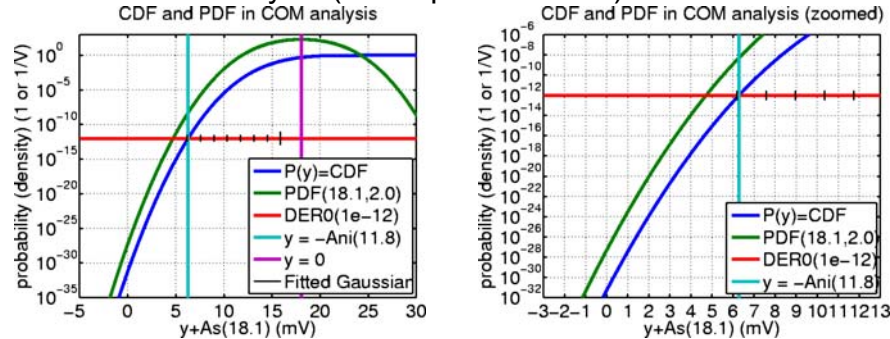 CDF and PDF in COM analysis
10^0
10^-5
10^-10
10^-15
10^-20
10^-25
10^-30
10^-35
probability (density) (1 or 1/V)
P(y)=CDF
PDF(18.1,2.0)
DER0(1e-12)
y = -Ani(11.8)
y = 0
Fitted Gaussian
-5 0 5 10 15 20 25 30
y+As(18.1) (mV)
CDF and PDF in COM analysis (zoomed)
10^-6
10^-8
10^-10
10^-12
10^-14
10^-16
10^-18
10^-20
10^-22
10^-24
10^-26
10^-28
10^-30
10^-32
probability (density) (1 or 1/V)
P(y)=CDF
PDF(18.1,2.0)
DER0(1e-12)
y = -Ani(11.8)
-3 -2 -1 0 1 2 3 4 5 6 7 8 9 10 11 12 13
y+As(18.1) (mV)